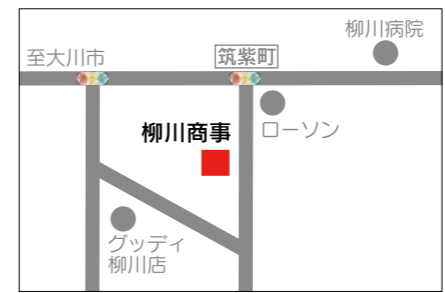 柳川病院
至大川市
筑紫町
柳川商事
ローソン
グッディ
柳川店